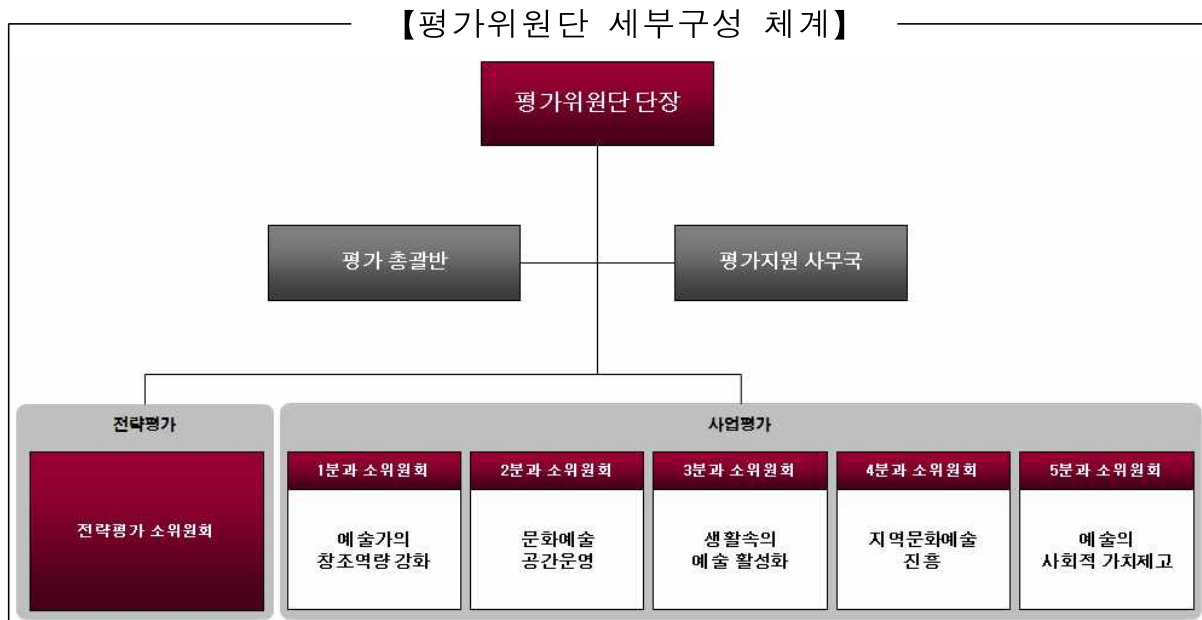 【평가위원단 세부구성 체계】
평가위원단 단장
평가 총괄반
평가지원 사무국
전략평가
전략평가 소위원회
사업평가
1분과 소위원회
예술가의
창조역량 강화
2분과 소위원회
문화예술
공간운영
3분과 소위원회
생활속의
예술 활성화
4분과 소위원회
지역문화예술
진흥
5분과 소위원회
예술의
사회적 가치제고